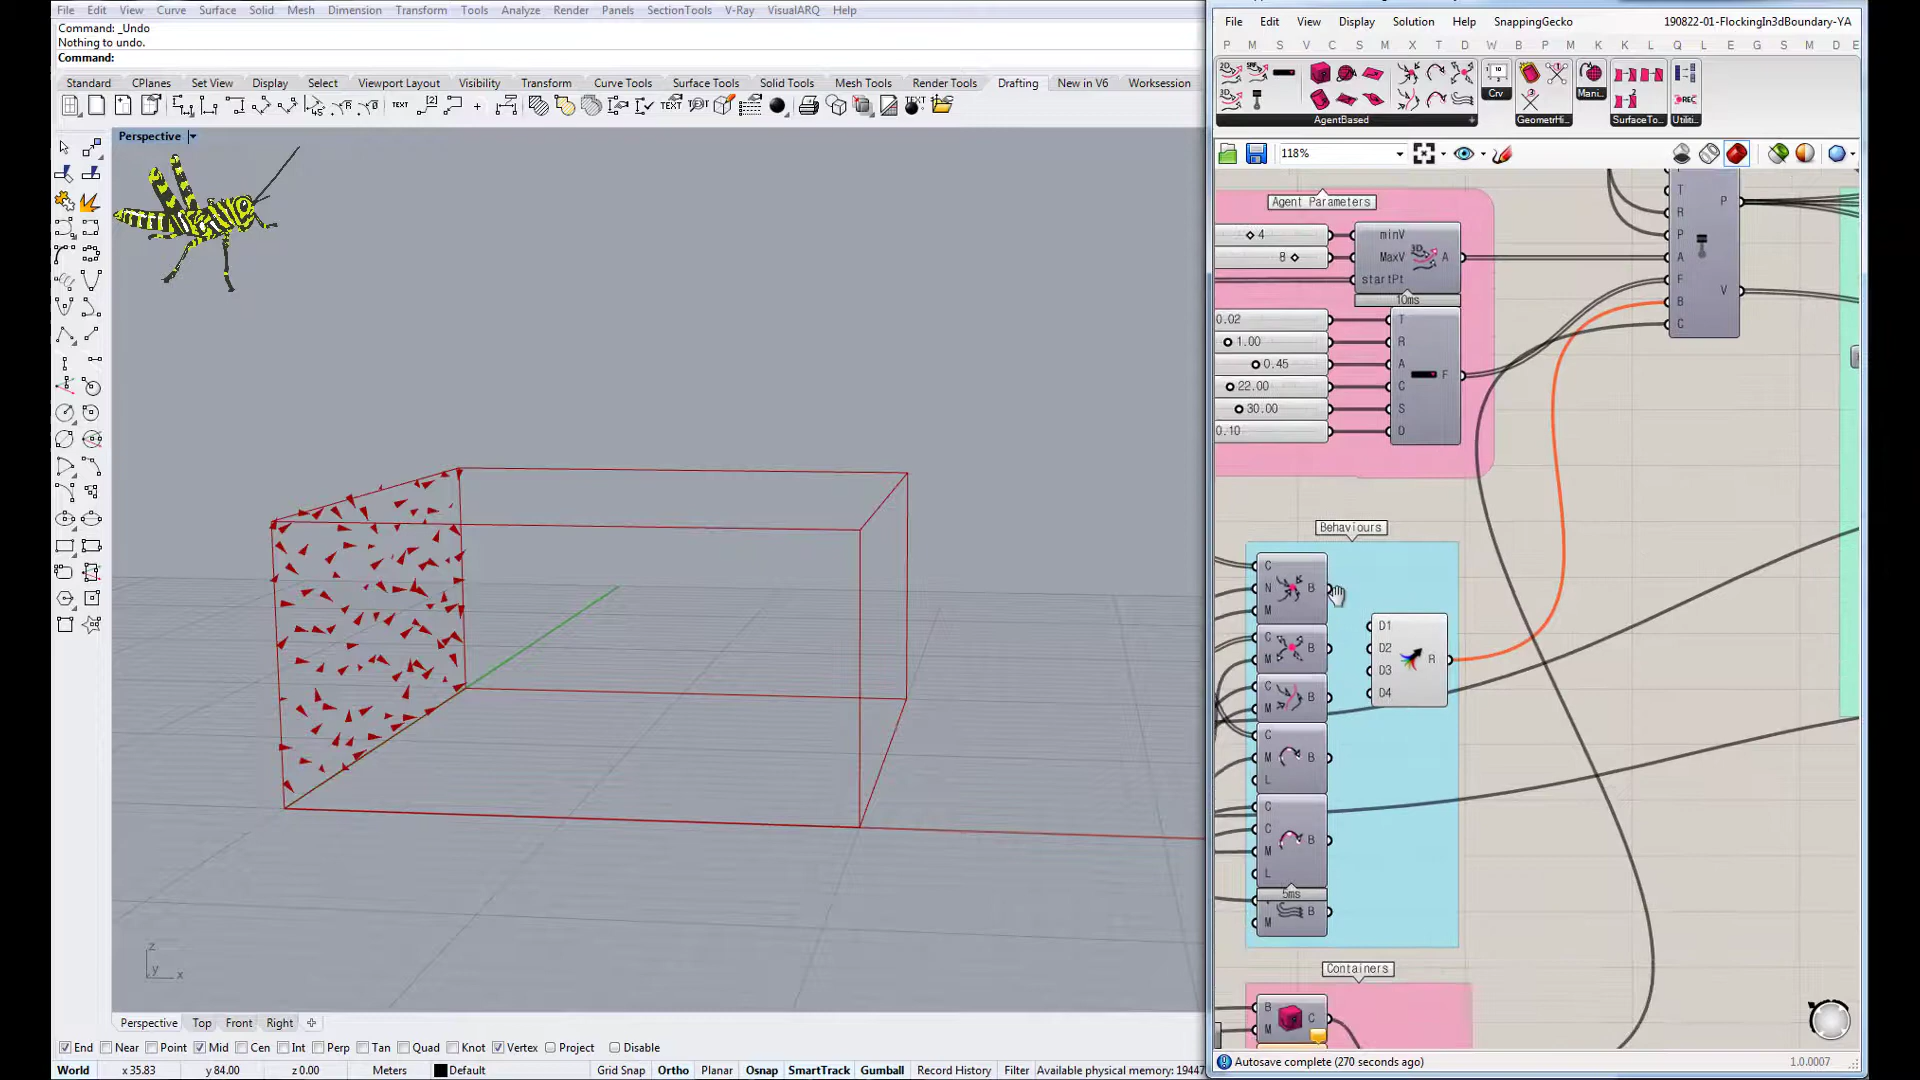 File Edit View Curve Surface Solid Mesh Dimension Transform Tools Analyze Render Panels SectionTools V-Ray VisualARQ Help
Command: _Undo
Nothing to undo.
Command:
Standard CPlanes Set View Display Select Viewport Layout Visibility Transform Curve Tools Surface Tools Solid Tools Mesh Tools Render Tools Drafting New in V6 Worksession
Perspective
z
y x
Perspective Top Front Right
End Near Point Mid Cen Int Perp Tan Quad Knot Vertex Project Disable
World x 35.83 y 84.00 z 0.00 Meters Default Grid Snap Ortho Planar Osnap SmartTrack Gumball Record History Filter Available physical memory: 19447
File Edit View Display Solution Help SnappingGecko 190822-01-FlockingIn3dBoundary-YA
P M S V C S M X T D W S P M K K L Q L E G S M D E
AgentBased Crv GeometrHi... Mani... SurfaceTo... Utiliti...
118%
Agent Parameters
4 minV
8 MaxV A
startPt
10ms
0.02 T
1.00 R
0.45 A
22.00 C F
30.00 S
0.10 D
T
R P
P
A
F
B V
C
Behaviours
C
N B
M
C
M B
C
M B
C
M B
L
C
C
M B
L
5ms
B
M
D1
D2
D3 R
D4
Containers
B
M C
Autosave complete (270 seconds ago) 1.0.0007